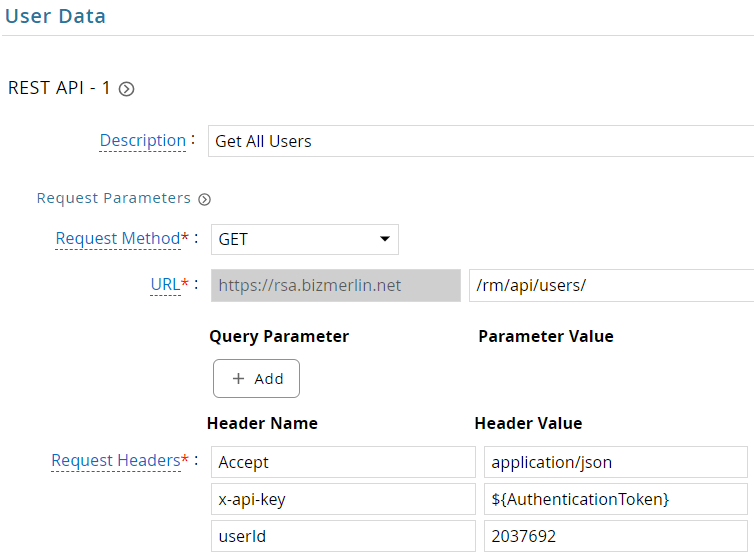 User Data
REST API - 1
Description :
Get All Users
Request Parameters
Request Method* :
GET
URL* :
https://rsa.bizmerlin.net
/rm/api/users/
Query Parameter
Parameter Value
+ Add
Header Name
Header Value
Request Headers* :
Accept
application/json
x-api-key
${AuthenticationToken}
userId
2037692